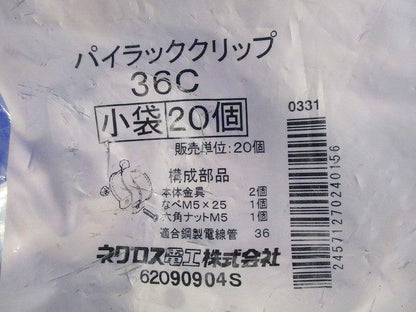 パイラッククリップ
36C
小袋 20個
販売単位:20個
構成部品
本体金具 2個
なべM5×25 1個
六角ナットM5 1個
適合鋼製電線管 36
ネグロス電工株式会社
62090904S
0331
24571270240156